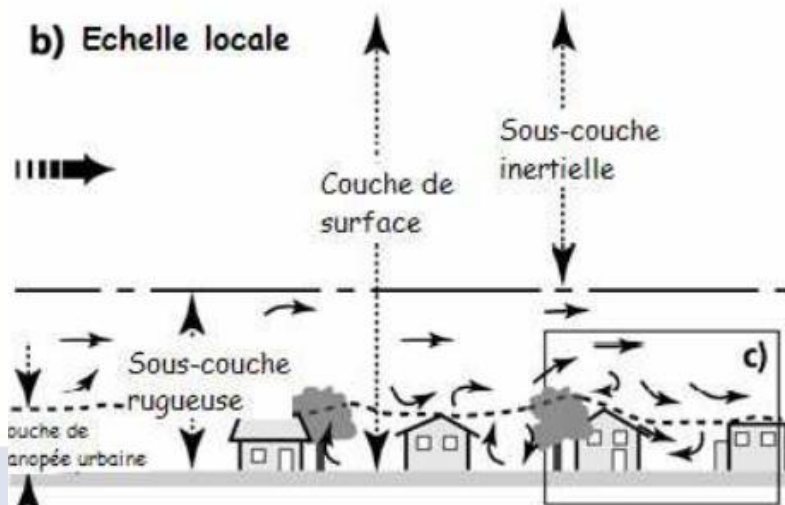 b) Echelle locale
Sous-couche
inertielle
Couche de
surface
Sous-couche
rugueuse
c)
ouche de
anopée urbaine